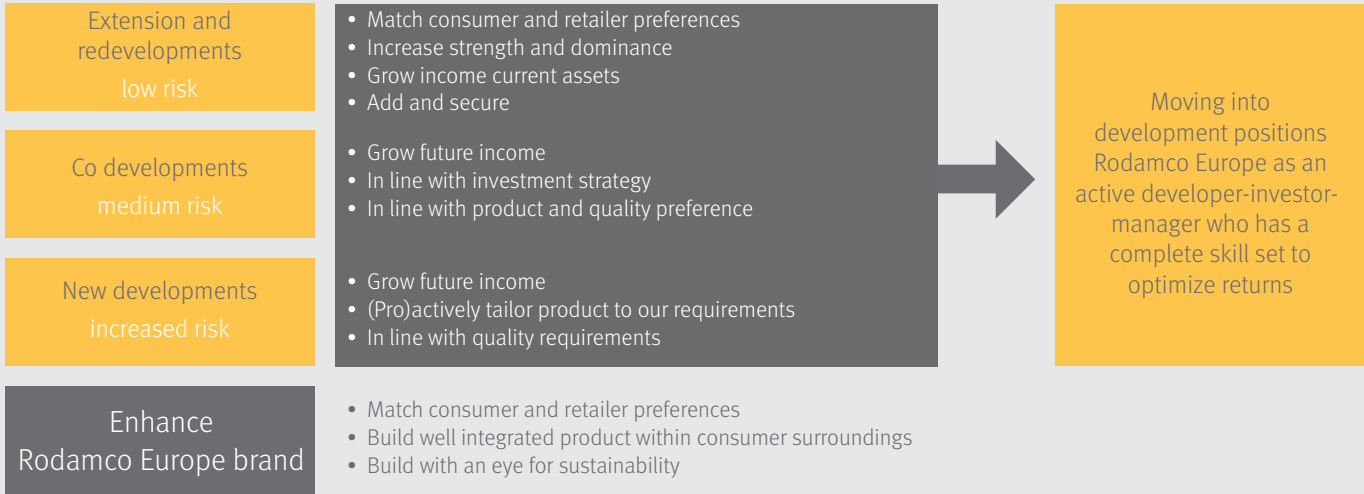 Extension and
redevelopments
low risk
• Match consumer and retailer preferences
• Increase strength and dominance
• Grow income current assets
• Add and secure
Co developments
medium risk
• Grow future income
• In line with investment strategy
• In line with product and quality preference
New developments
increased risk
• Grow future income
• (Pro)actively tailor product to our requirements
• In line with quality requirements
Moving into
development positions
Rodamco Europe as an
active developer-investor-
manager who has a
complete skill set to
optimize returns
Enhance
Rodamco Europe brand
• Match consumer and retailer preferences
• Build well integrated product within consumer surroundings
• Build with an eye for sustainability